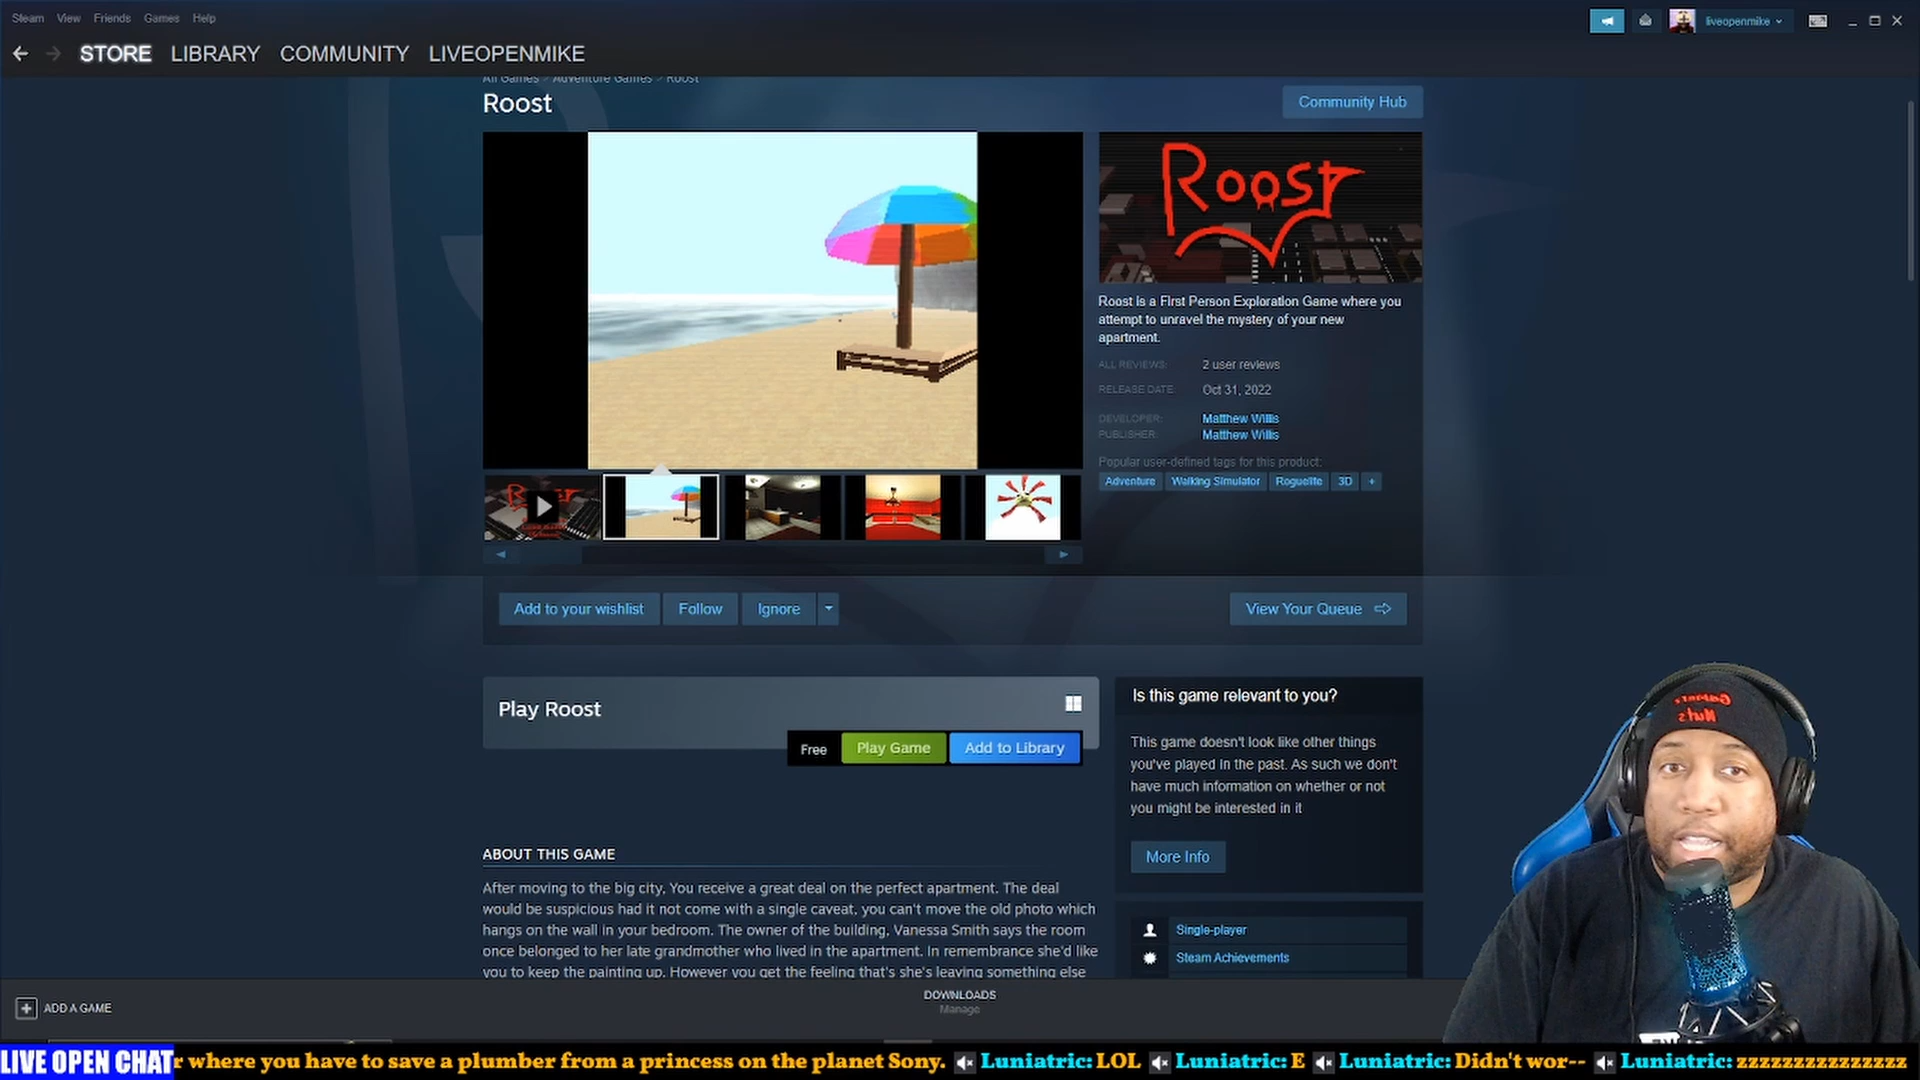 Steam View Friends Games Help
liveopenmike
STORE LIBRARY COMMUNITY LIVEOPENMIKE
All Games > Adventure Games > Roost
Roost
Community Hub
Roost
Roost is a First Person Exploration Game where you
attempt to unravel the mystery of your new
apartment.
ALL REVIEWS: 2 user reviews
RELEASE DATE: Oct 31, 2022
DEVELOPER: Matthew Willis
PUBLISHER: Matthew Willis
Popular user-defined tags for this product:
Adventure Walking Simulator Roguelite 3D +
Add to your wishlist Follow Ignore
View Your Queue
Play Roost
Free Play Game Add to Library
Is this game relevant to you?
This game doesn't look like other things
you've played in the past. As such we don't
have much information on whether or not
you might be interested in it
More Info
ABOUT THIS GAME
After moving to the big city, You receive a great deal on the perfect apartment. The deal
would be suspicious had it not come with a single caveat, you can't move the old photo which
hangs on the wall in your bedroom. The owner of the building, Vanessa Smith says the room
once belonged to her late grandmother who lived in the apartment. In remembrance she'd like
you to keep the painting up. However you get the feeling that's she's leaving something else
Single-player
Steam Achievements
ADD A GAME
DOWNLOADS
Manage
LIVE OPEN CHAT r where you have to save a plumber from a princess on the planet Sony. Luniatric: LOL Luniatric: E Luniatric: Didn't wor-- Luniatric: zzzzzzzzzzzzzzz